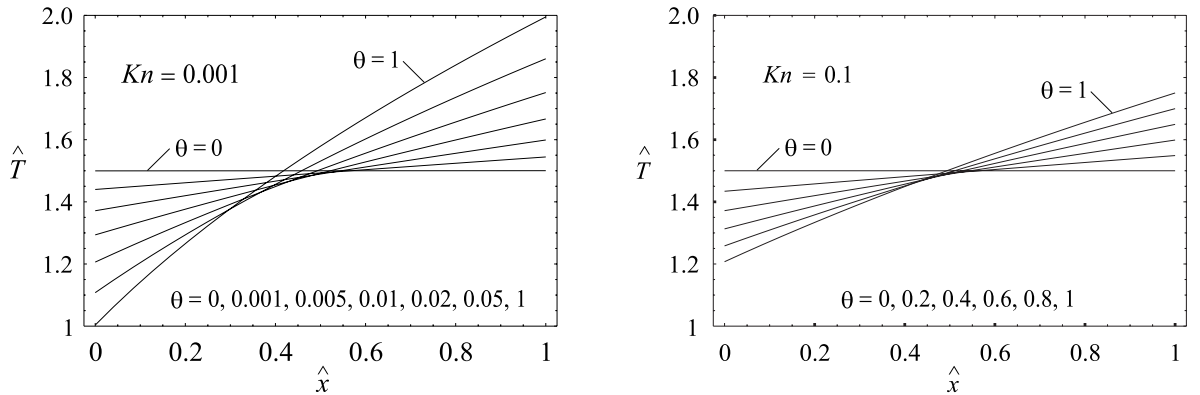 2.0
1.8
1.6
1.4
1.2
1
T̂
Kn = 0.001
θ = 1
θ = 0
θ = 0, 0.001, 0.005, 0.01, 0.02, 0.05, 1
0 0.2 0.4 0.6 0.8 1
x̂
2.0
1.8
1.6
1.4
1.2
1
T̂
Kn = 0.1
θ = 1
θ = 0
θ = 0, 0.2, 0.4, 0.6, 0.8, 1
0 0.2 0.4 0.6 0.8 1
x̂